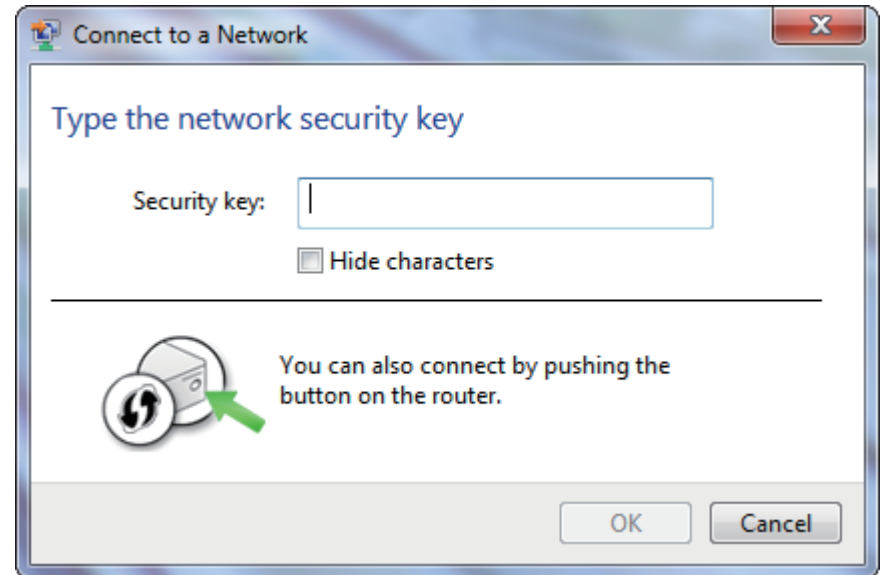 Connect to a Network
Type the network security key
Security key:
Hide characters
You can also connect by pushing the
button on the router.
OK
Cancel